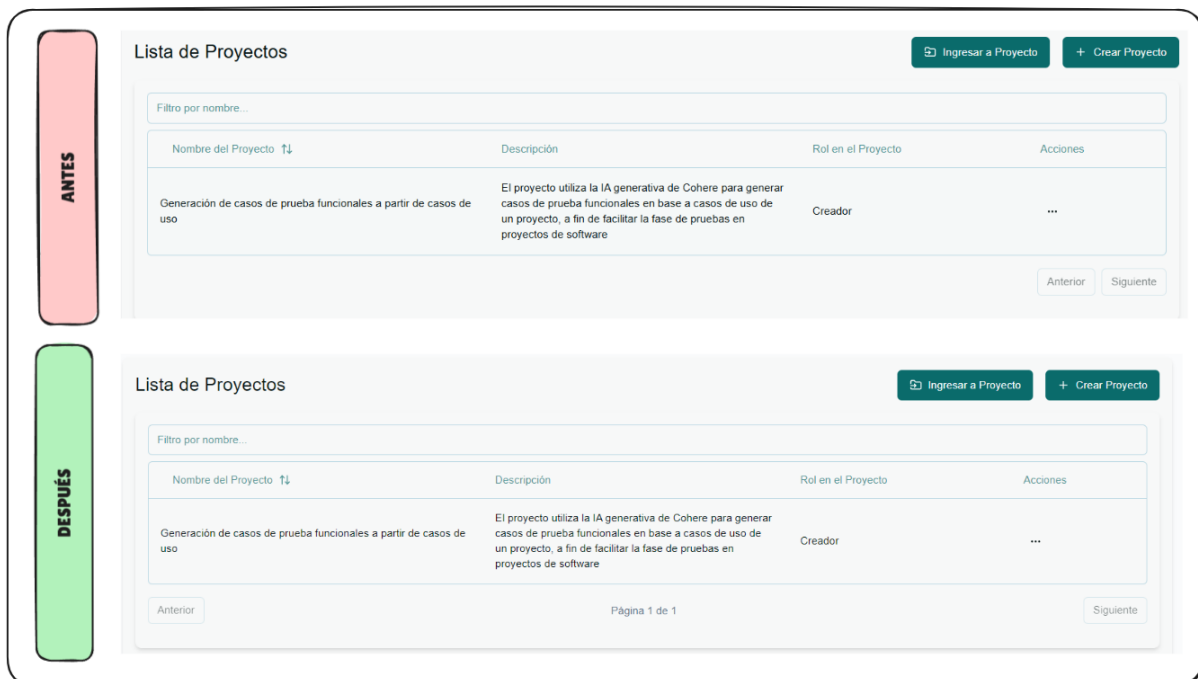 ANTES
Lista de Proyectos
Ingresar a Proyecto
+ Crear Proyecto
Filtro por nombre...
Nombre del Proyecto ↑↓ Descripción Rol en el Proyecto Acciones
Generación de casos de prueba funcionales a partir de casos de
uso
El proyecto utiliza la IA generativa de Cohere para generar
casos de prueba funcionales en base a casos de uso de
un proyecto, a fin de facilitar la fase de pruebas en
proyectos de software
Creador
...
Anterior Siguiente
DESPUÉS
Lista de Proyectos
Ingresar a Proyecto
+ Crear Proyecto
Filtro por nombre...
Nombre del Proyecto ↑↓ Descripción Rol en el Proyecto Acciones
Generación de casos de prueba funcionales a partir de casos de
uso
El proyecto utiliza la IA generativa de Cohere para generar
casos de prueba funcionales en base a casos de uso de
un proyecto, a fin de facilitar la fase de pruebas en
proyectos de software
Creador
...
Anterior Página 1 de 1 Siguiente